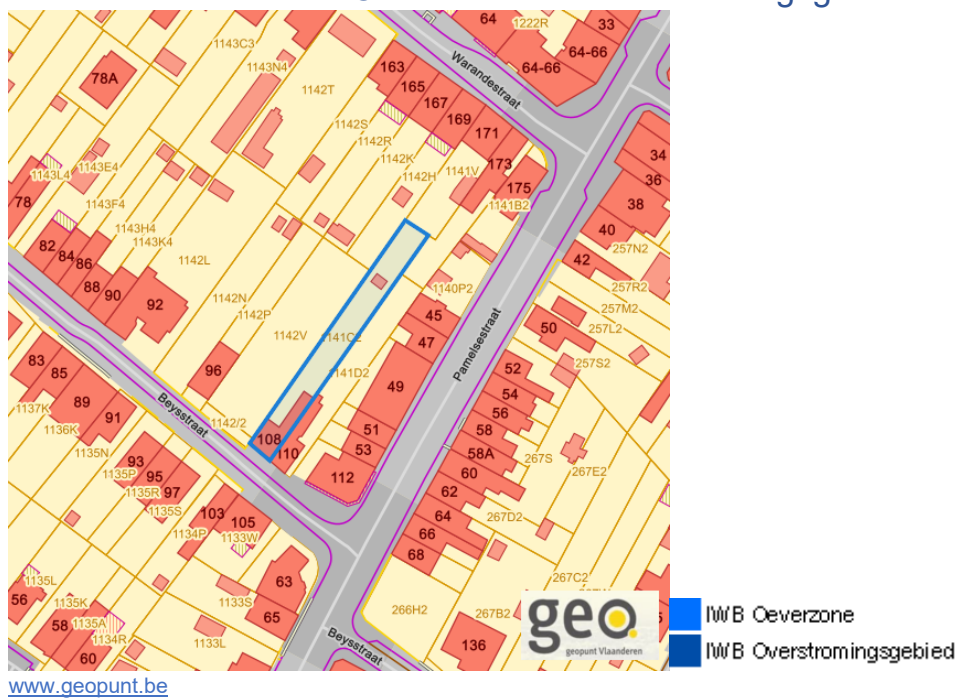 64
1222R
33
64-66
64-66
1143C3
1143N4
78A
1142T
163
165
167
169
171
173
175
Warandestraat
1142S
1142R
1142K
1142H
1141V
1141B2
34
36
38
40
42
257N2
257R2
257M2
257L2
257S2
1143L4
1143E4
78
1143F4
1143H4
1143K4
82
84
86
88
90
92
1142L
1142N
1142P
1142V
1141C2
1141D2
1140P2
45
47
49
51
53
112
50
52
54
56
58
58A
60
62
64
66
68
Pamelsestraat
83
85
89
91
96
1142/2
108
110
Beysstraat
1137K
1136K
1135N
93
95
97
1135P
1135R
1135S
103
105
1134P
1133W
267S
267E2
267D2
267C2
63
65
1133S
1133L
1135L
56
1135K
58
1135A
1134R
60
266H2
267B2
136
Beysstraat
geo
geopunt Vlaanderen
IWB Oeverzone
IWB Overstromingsgebied
www.geopunt.be